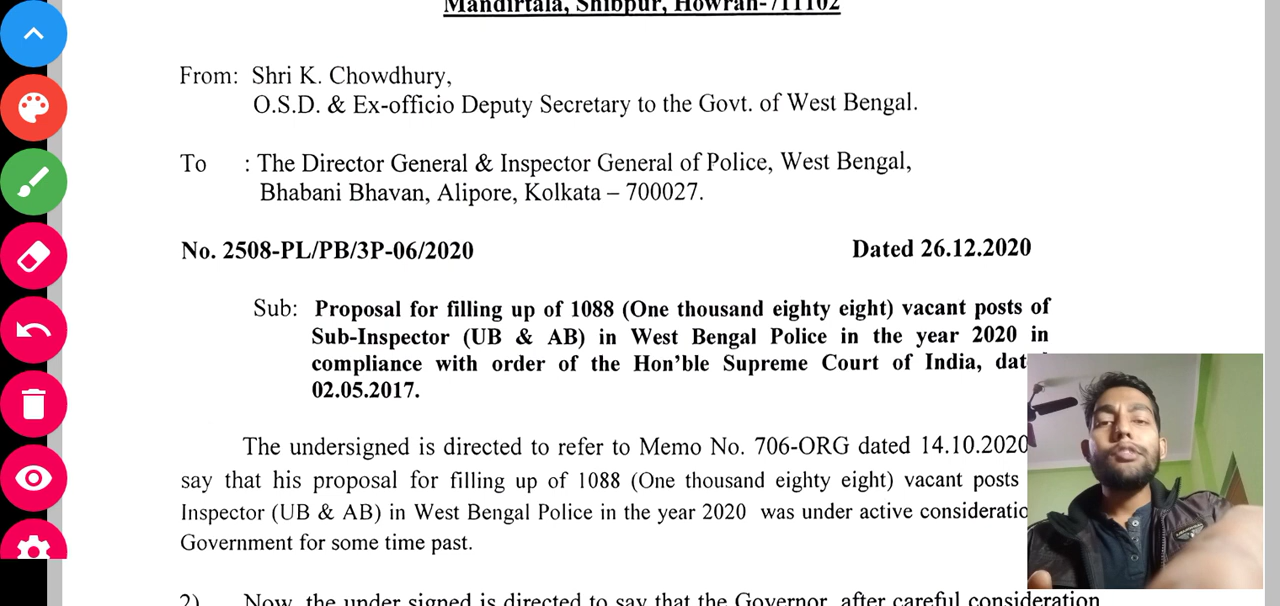 Mandirtala, Shibpur, Howrah-711102
From: Shri K. Chowdhury,
O.S.D. & Ex-officio Deputy Secretary to the Govt. of West Bengal.
To : The Director General & Inspector General of Police, West Bengal,
Bhabani Bhavan, Alipore, Kolkata – 700027.
No. 2508-PL/PB/3P-06/2020 Dated 26.12.2020
Sub: Proposal for filling up of 1088 (One thousand eighty eight) vacant posts of
Sub-Inspector (UB & AB) in West Bengal Police in the year 2020 in
compliance with order of the Hon’ble Supreme Court of India,
02.05.2017.
The undersigned is directed to refer to Memo No. 706-ORG dated 14.10.2020
say that his proposal for filling up of 1088 (One thousand eighty eight) vacant posts
Inspector (UB & AB) in West Bengal Police in the year 2020 was under active
Government for some time past.
2) Now, the under signed is directed to say that the Governor, after careful consideration